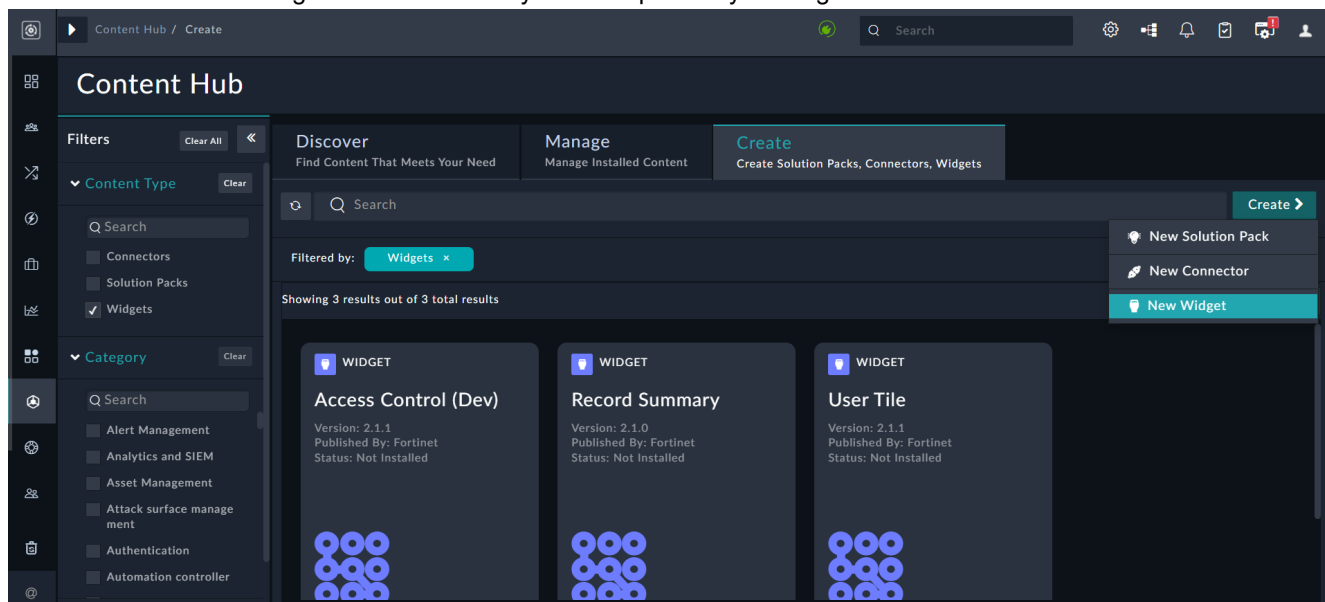 Content Hub / Create
Search
Content Hub
Filters
Clear All
Discover
Find Content That Meets Your Need
Manage
Manage Installed Content
Create
Create Solution Packs, Connectors, Widgets
Content Type
Clear
Search
Connectors
Solution Packs
Widgets
Category
Clear
Search
Alert Management
Analytics and SIEM
Asset Management
Attack surface manage
ment
Authentication
Automation controller
Search
Create
New Solution Pack
New Connector
New Widget
Filtered by:
Widgets ×
Showing 3 results out of 3 total results
WIDGET
Access Control (Dev)
Version: 2.1.1
Published By: Fortinet
Status: Not Installed
WIDGET
Record Summary
Version: 2.1.0
Published By: Fortinet
Status: Not Installed
WIDGET
User Tile
Version: 2.1.1
Published By: Fortinet
Status: Not Installed